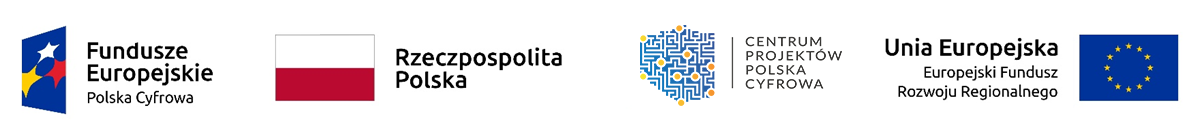 Fundusze
Europejskie
Polska Cyfrowa
Rzeczpospolita
Polska
CENTRUM
PROJEKTÓW
POLSKA
CYFROWA
Unia Europejska
Europejski Fundusz
Rozwoju Regionalnego